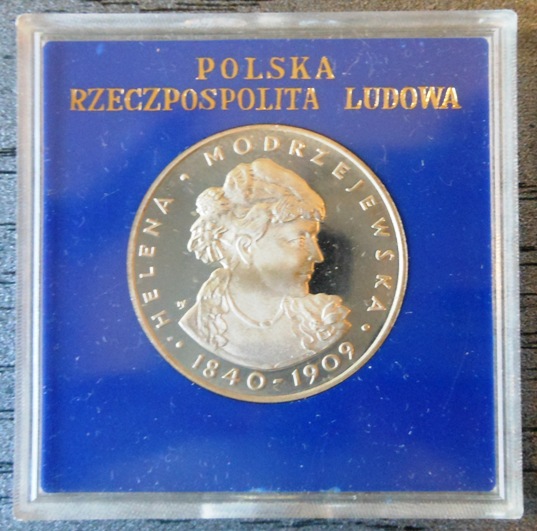 POLSKA
RZECZPOSPOLITA LUDOWA
HELENA • MODRZEJEWSKA •
1840-1909